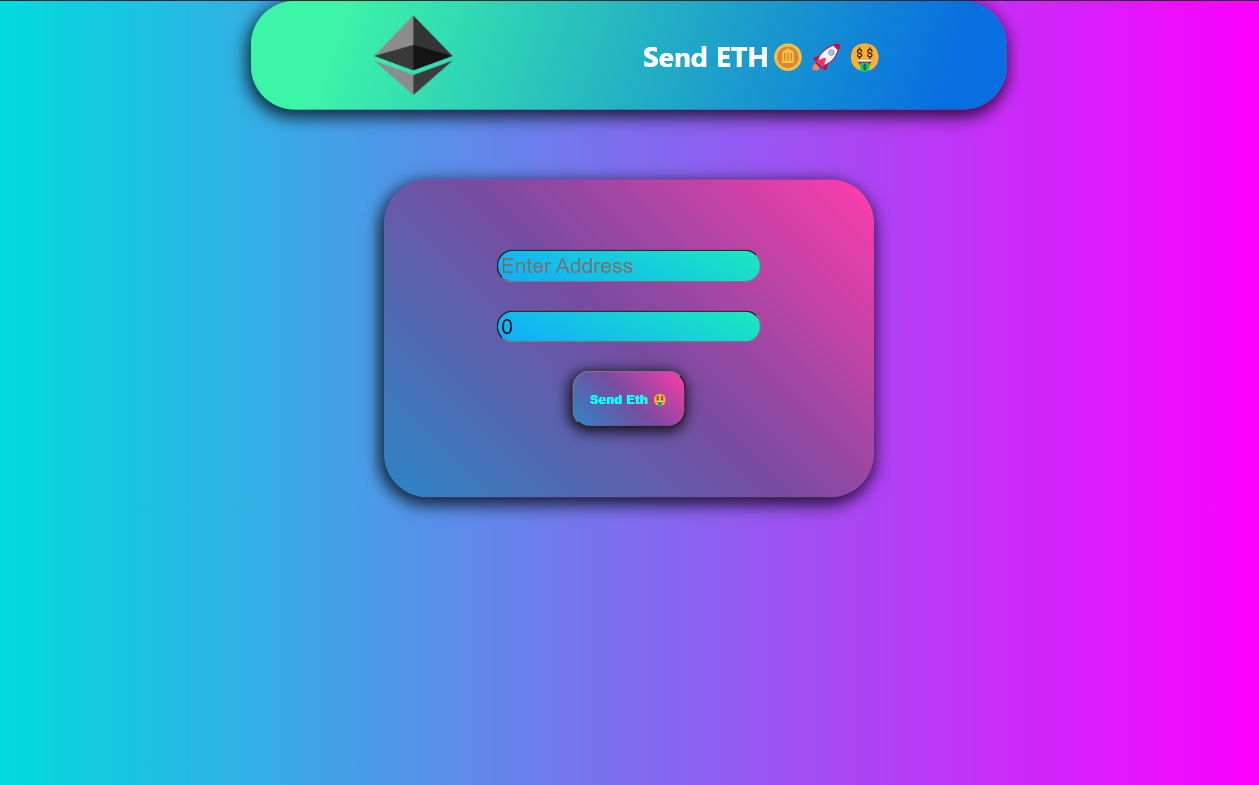 Send ETH🪙 🚀 🤑
Enter Address
0
Send Eth 🤑